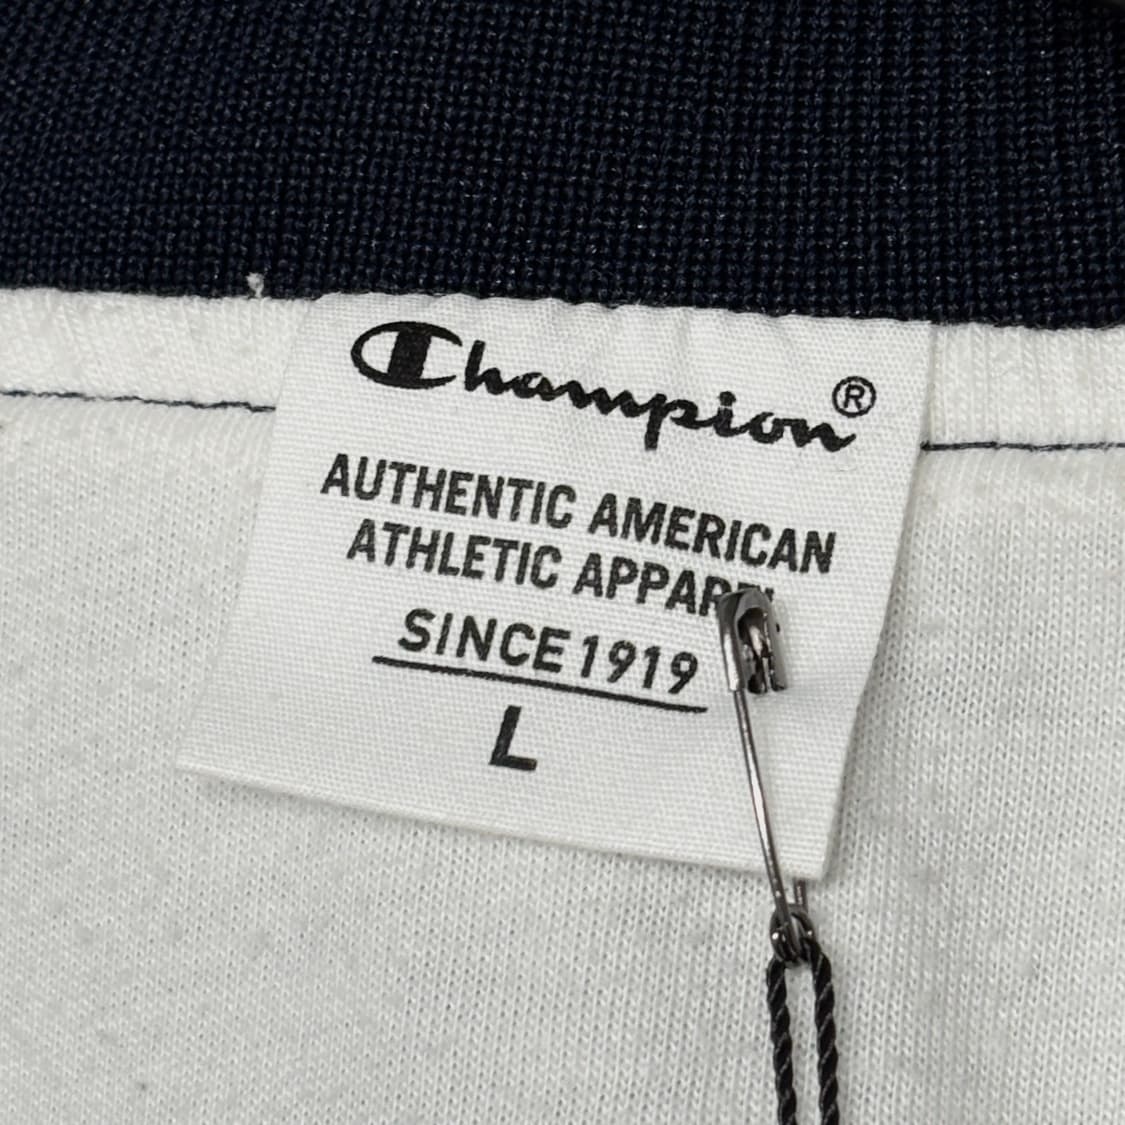 Champion®
AUTHENTIC AMERICAN
ATHLETIC APPAREL
SINCE 1919
L